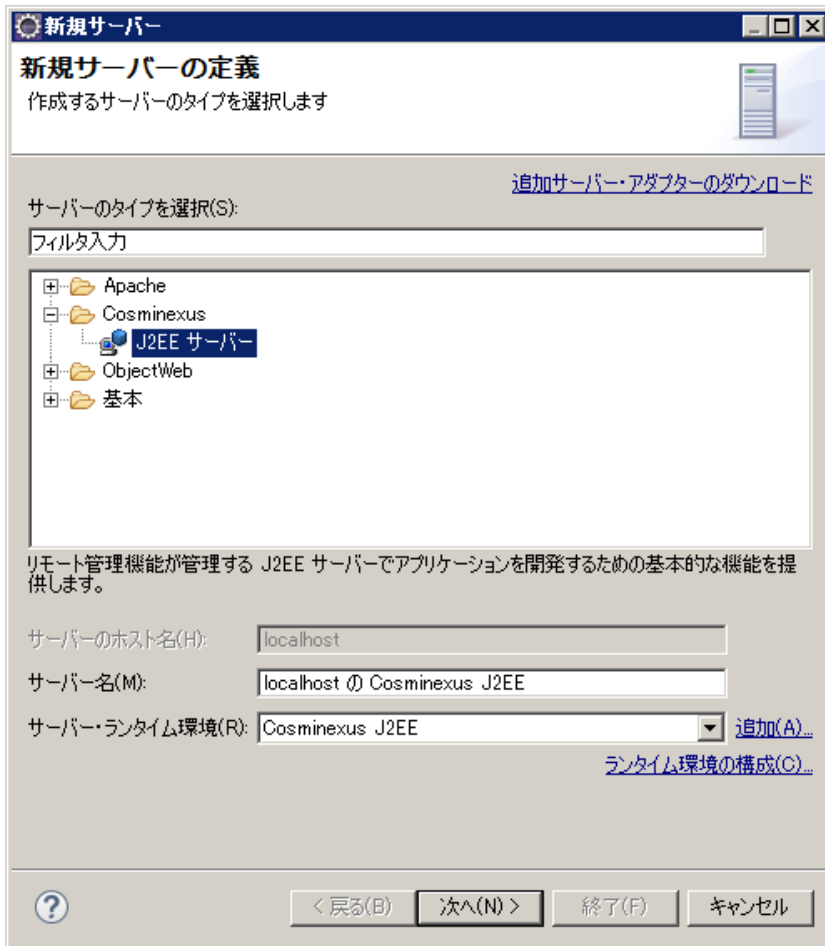 新規サーバー
新規サーバーの定義
作成するサーバーのタイプを選択します
追加サーバー・アダプターのダウンロード
サーバーのタイプを選択(S):
フィルタ入力
Apache
Cosminexus
J2EE サーバー
ObjectWeb
基本
リモート管理機能が管理する J2EE サーバーでアプリケーションを開発するための基本的な機能を提
供します。
サーバーのホスト名(H): localhost
サーバー名(M): localhost の Cosminexus J2EE
サーバー・ランタイム環境(R): Cosminexus J2EE 追加(A)...
ランタイム環境の構成(C)...
? < 戻る(B) 次へ(N) > 終了(F) キャンセル